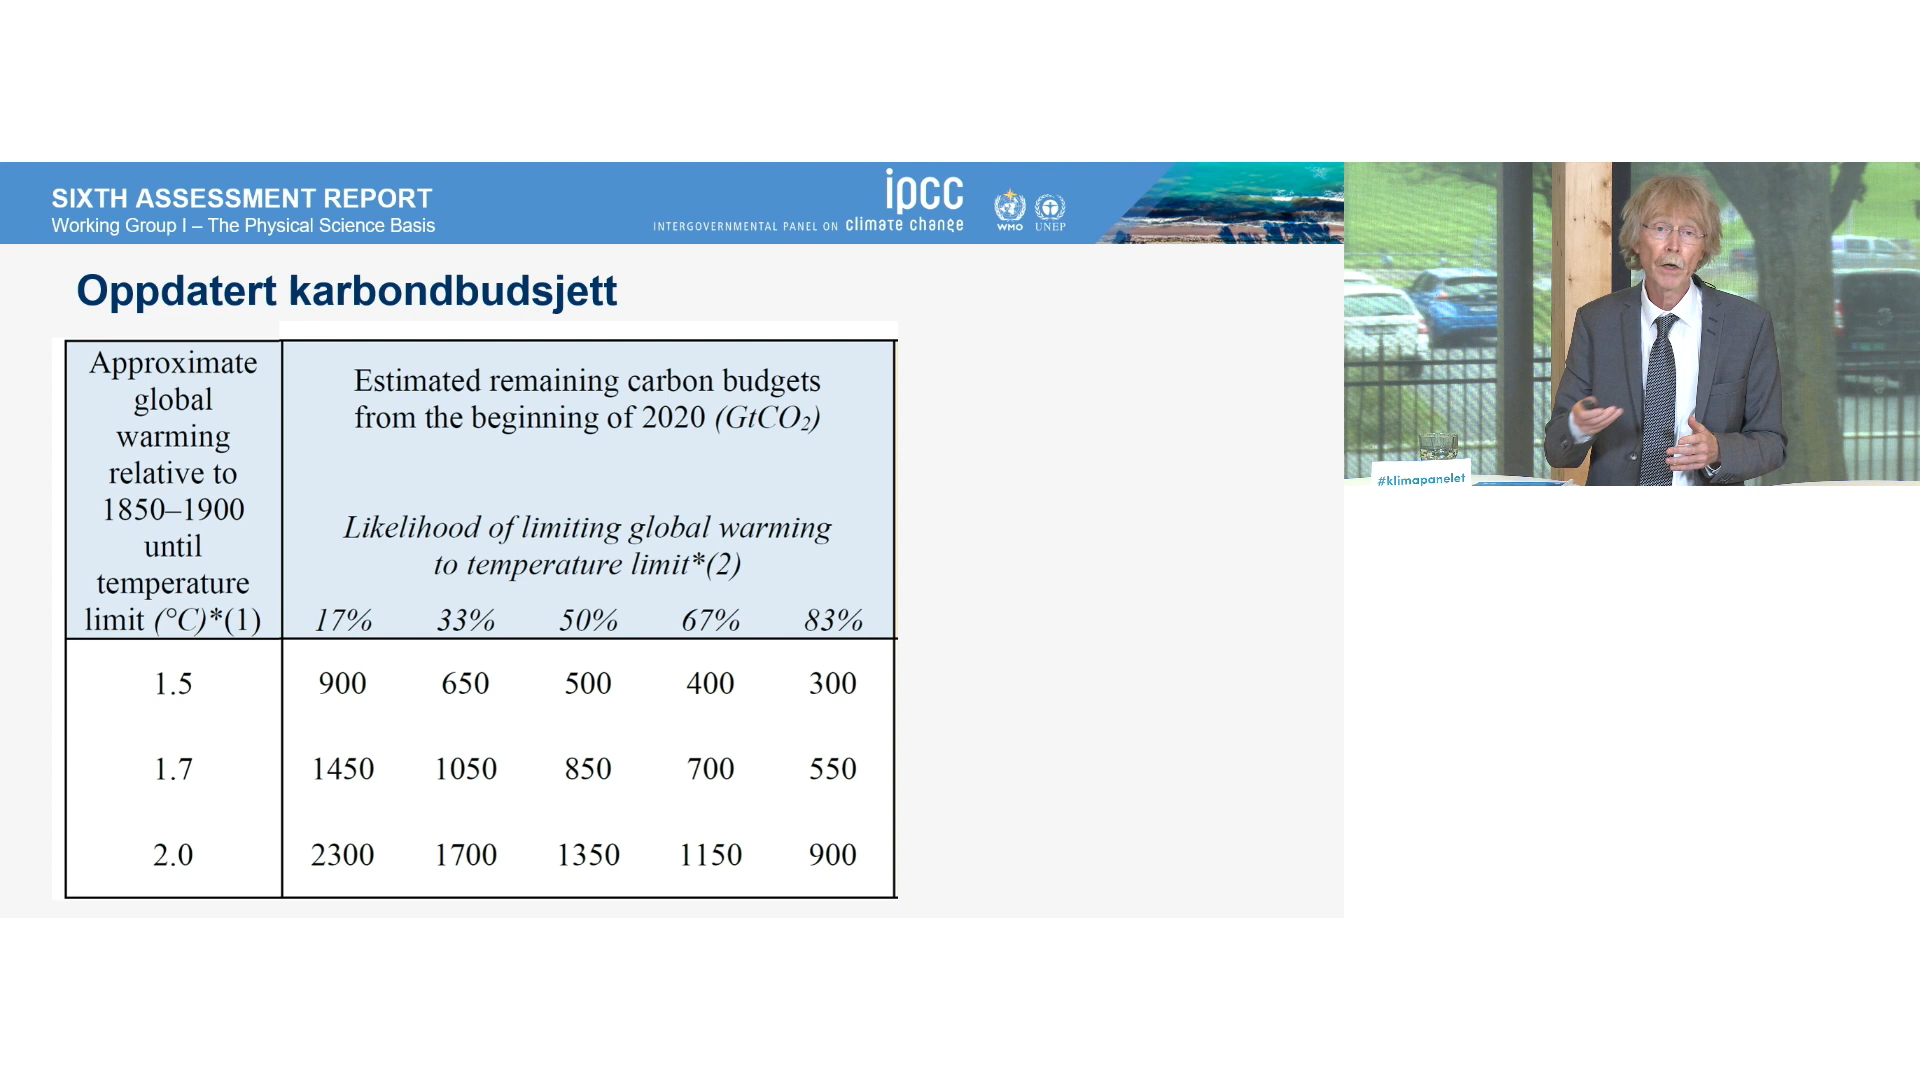 SIXTH ASSESSMENT REPORT
Working Group I – The Physical Science Basis
ipcc
INTERGOVERNMENTAL PANEL ON climate change
WMO UNEP
Oppdatert karbondbudsjett
Approximate
global
warming
relative to
1850–1900
until
temperature
limit (°C)*(1)
Estimated remaining carbon budgets
from the beginning of 2020 (GtCO₂)
Likelihood of limiting global warming
to temperature limit*(2)
17% 33% 50% 67% 83%
1.5 900 650 500 400 300
1.7 1450 1050 850 700 550
2.0 2300 1700 1350 1150 900
#klimapanelet